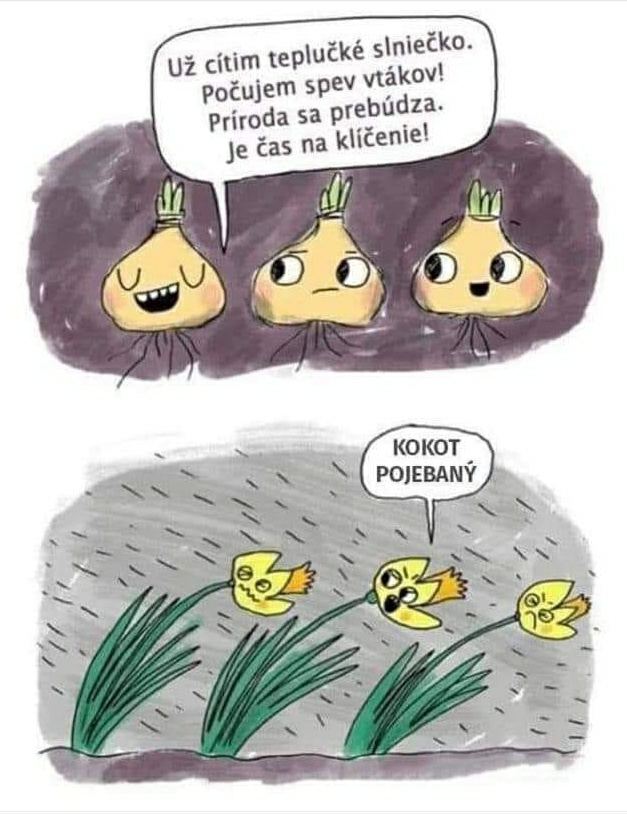 Už cítim teplučké slniečko.
Počujem spev vtákov!
Príroda sa prebúdza.
Je čas na klíčenie!
KOKOT
POJEBANÝ